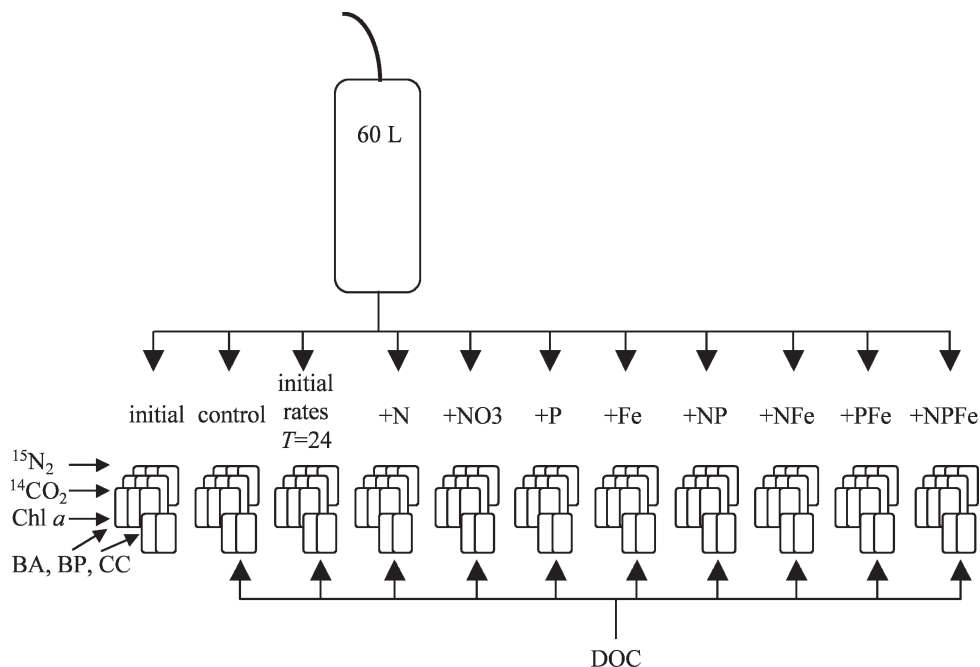 60 L
initial control initial rates T=24 +N +NO3 +P +Fe +NP +NFe +PFe +NPFe
¹⁵N₂
¹⁴CO₂
Chl a
BA, BP, CC
DOC